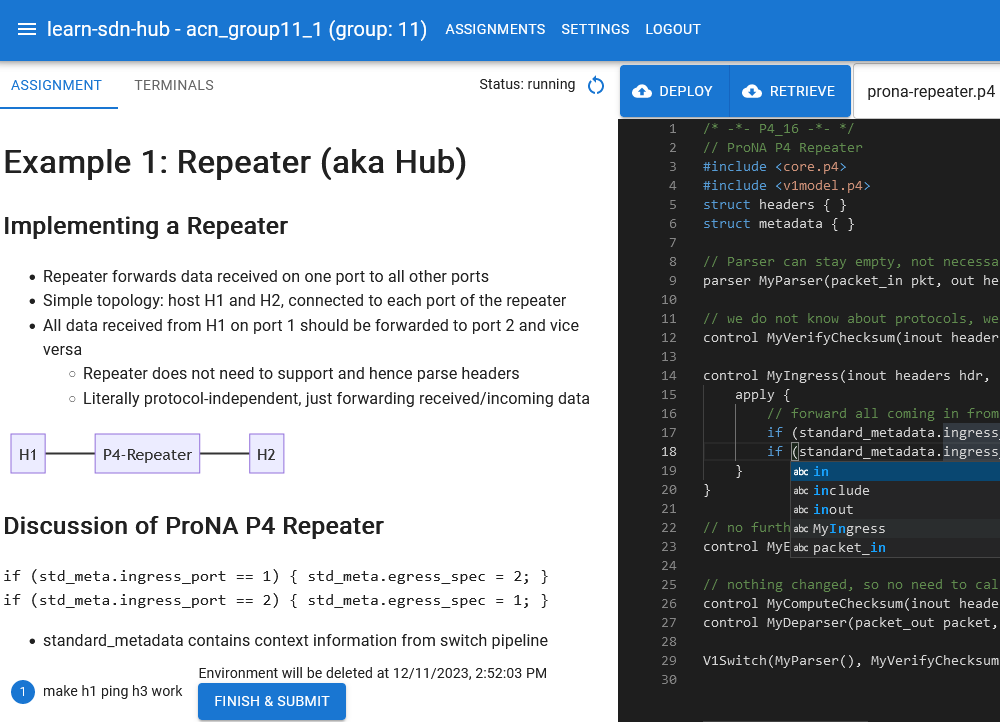 learn-sdn-hub - acn_group11_1 (group: 11) ASSIGNMENTS SETTINGS LOGOUT
ASSIGNMENT TERMINALS Status: running
Example 1: Repeater (aka Hub)
Implementing a Repeater
• Repeater forwards data received on one port to all other ports
• Simple topology: host H1 and H2, connected to each port of the repeater
• All data received from H1 on port 1 should be forwarded to port 2 and vice
versa
◦ Repeater does not need to support and hence parse headers
◦ Literally protocol-independent, just forwarding received/incoming data
H1 P4-Repeater H2
Discussion of ProNA P4 Repeater
if (std_meta.ingress_port == 1) { std_meta.egress_spec = 2; }
if (std_meta.ingress_port == 2) { std_meta.egress_spec = 1; }
• standard_metadata contains context information from switch pipeline
Environment will be deleted at 12/11/2023, 2:52:03 PM
1 make h1 ping h3 work
FINISH & SUBMIT
DEPLOY RETRIEVE prona-repeater.p4
1 /* -*- P4_16 -*- */
2 // ProNA P4 Repeater
3 #include <core.p4>
4 #include <v1model.p4>
5 struct headers { }
6 struct metadata { }
7
8 // Parser can stay empty, not necessa
9 parser MyParser(packet_in pkt, out he
10
11 // we do not know about protocols, we
12 control MyVerifyChecksum(inout header
13
14 control MyIngress(inout headers hdr,
15 apply {
16 // forward all coming in from
17 if (standard_metadata.ingress_
18 if (standard_metadata.ingress_
19 }
20 }
21
22 // no furth
23 control MyE
24
25 // nothing changed, so no need to cal
26 control MyComputeChecksum(inout heade
27 control MyDeparser(packet_out packet,
28
29 V1Switch(MyParser(), MyVerifyChecksum
30
abc in
abc include
abc inout
abc MyIngress
abc packet_in